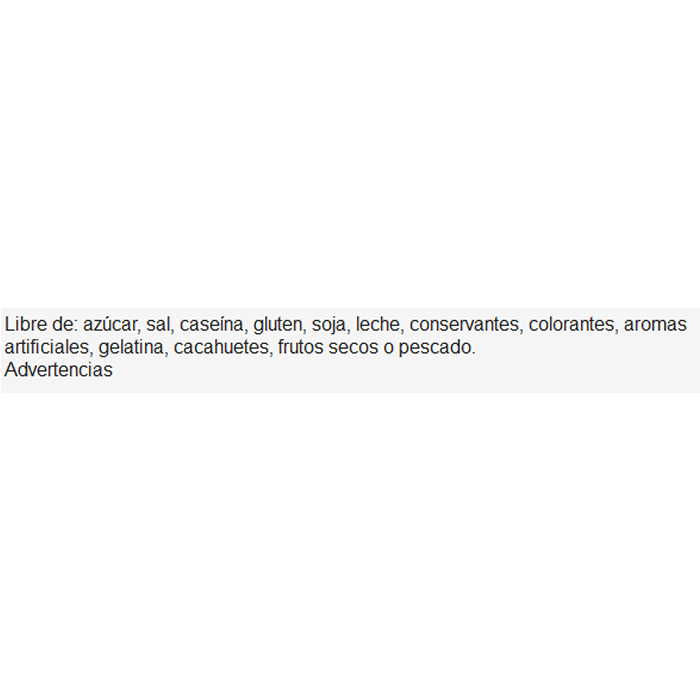 Libre de: azúcar, sal, caseína, gluten, soja, leche, conservantes, colorantes, aromas
artificiales, gelatina, cacahuetes, frutos secos o pescado.
Advertencias